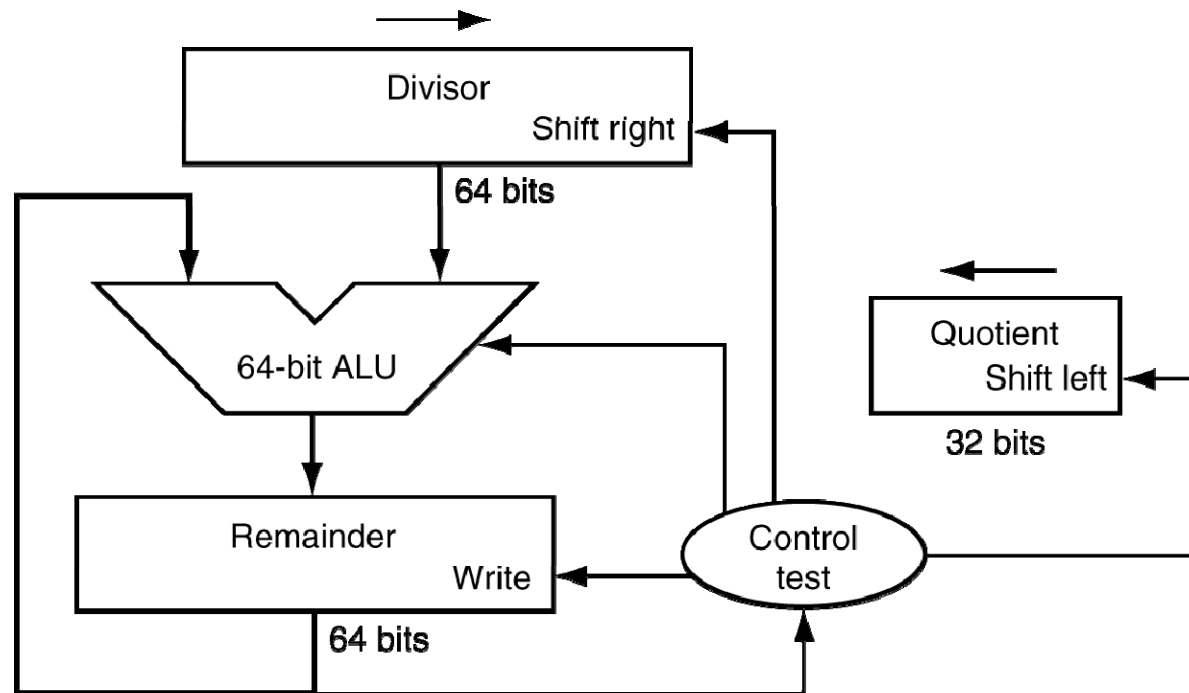 Divisor
Shift right
64 bits
64-bit ALU
Quotient
Shift left
32 bits
Remainder
Write
64 bits
Control
test